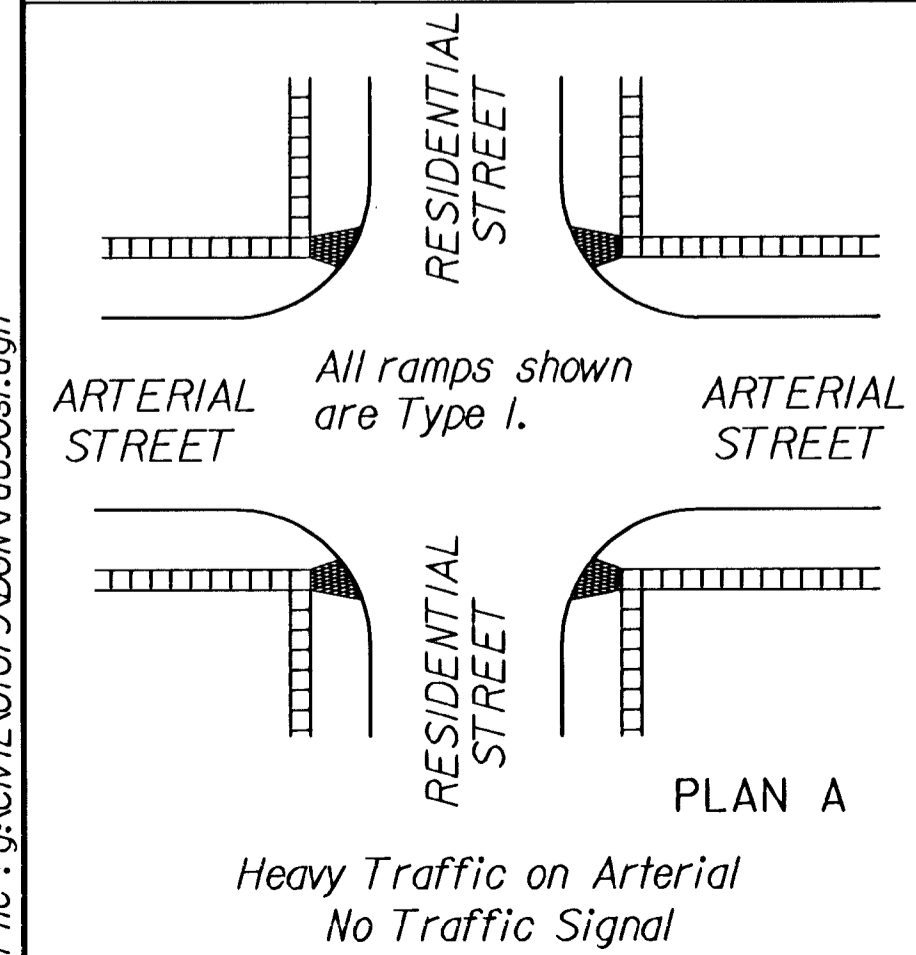 RESIDENTIAL
STREET
All ramps shown
are Type I.
ARTERIAL
STREET
ARTERIAL
STREET
RESIDENTIAL
STREET
PLAN A
Heavy Traffic on Arterial
No Traffic Signal